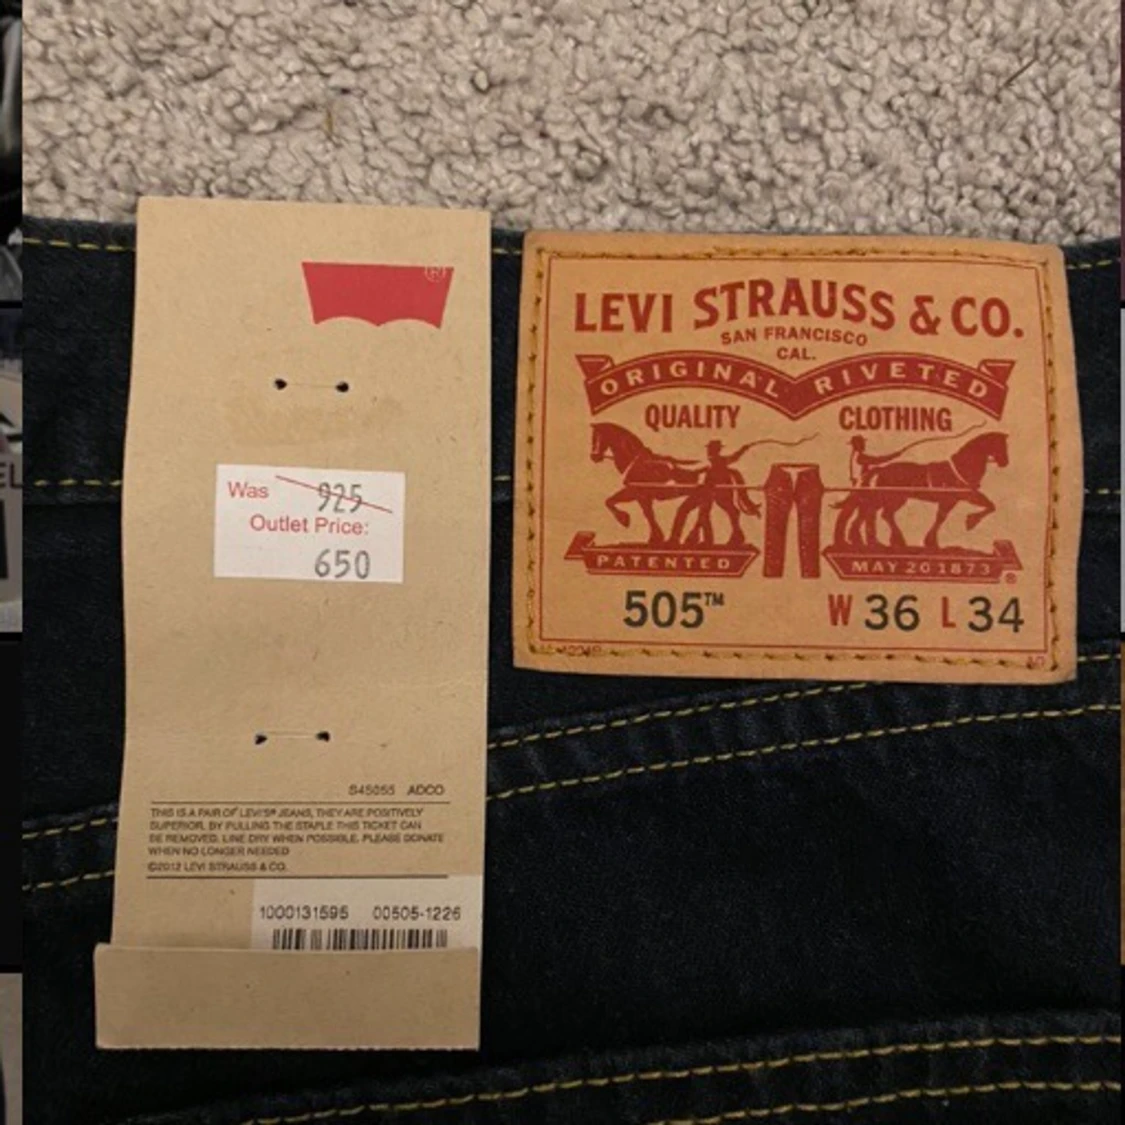 ®
Was 925
Outlet Price:
650
S45055 ADCO
THIS IS A PAIR OF LEVI'S® JEANS, THEY ARE POSITIVELY
SUPERIOR. BY PULLING THE STAPLE THIS TICKET CAN
BE REMOVED. LINE DRY WHEN POSSIBLE. PLEASE DONATE
WHEN NO LONGER NEEDED
©2012 LEVI STRAUSS & CO.
1000131595 00505-1226
LEVI STRAUSS & CO.
SAN FRANCISCO
CAL.
ORIGINAL RIVETED
QUALITY CLOTHING
PATENTED MAY 20 1873 ®
505™ W 36 L 34